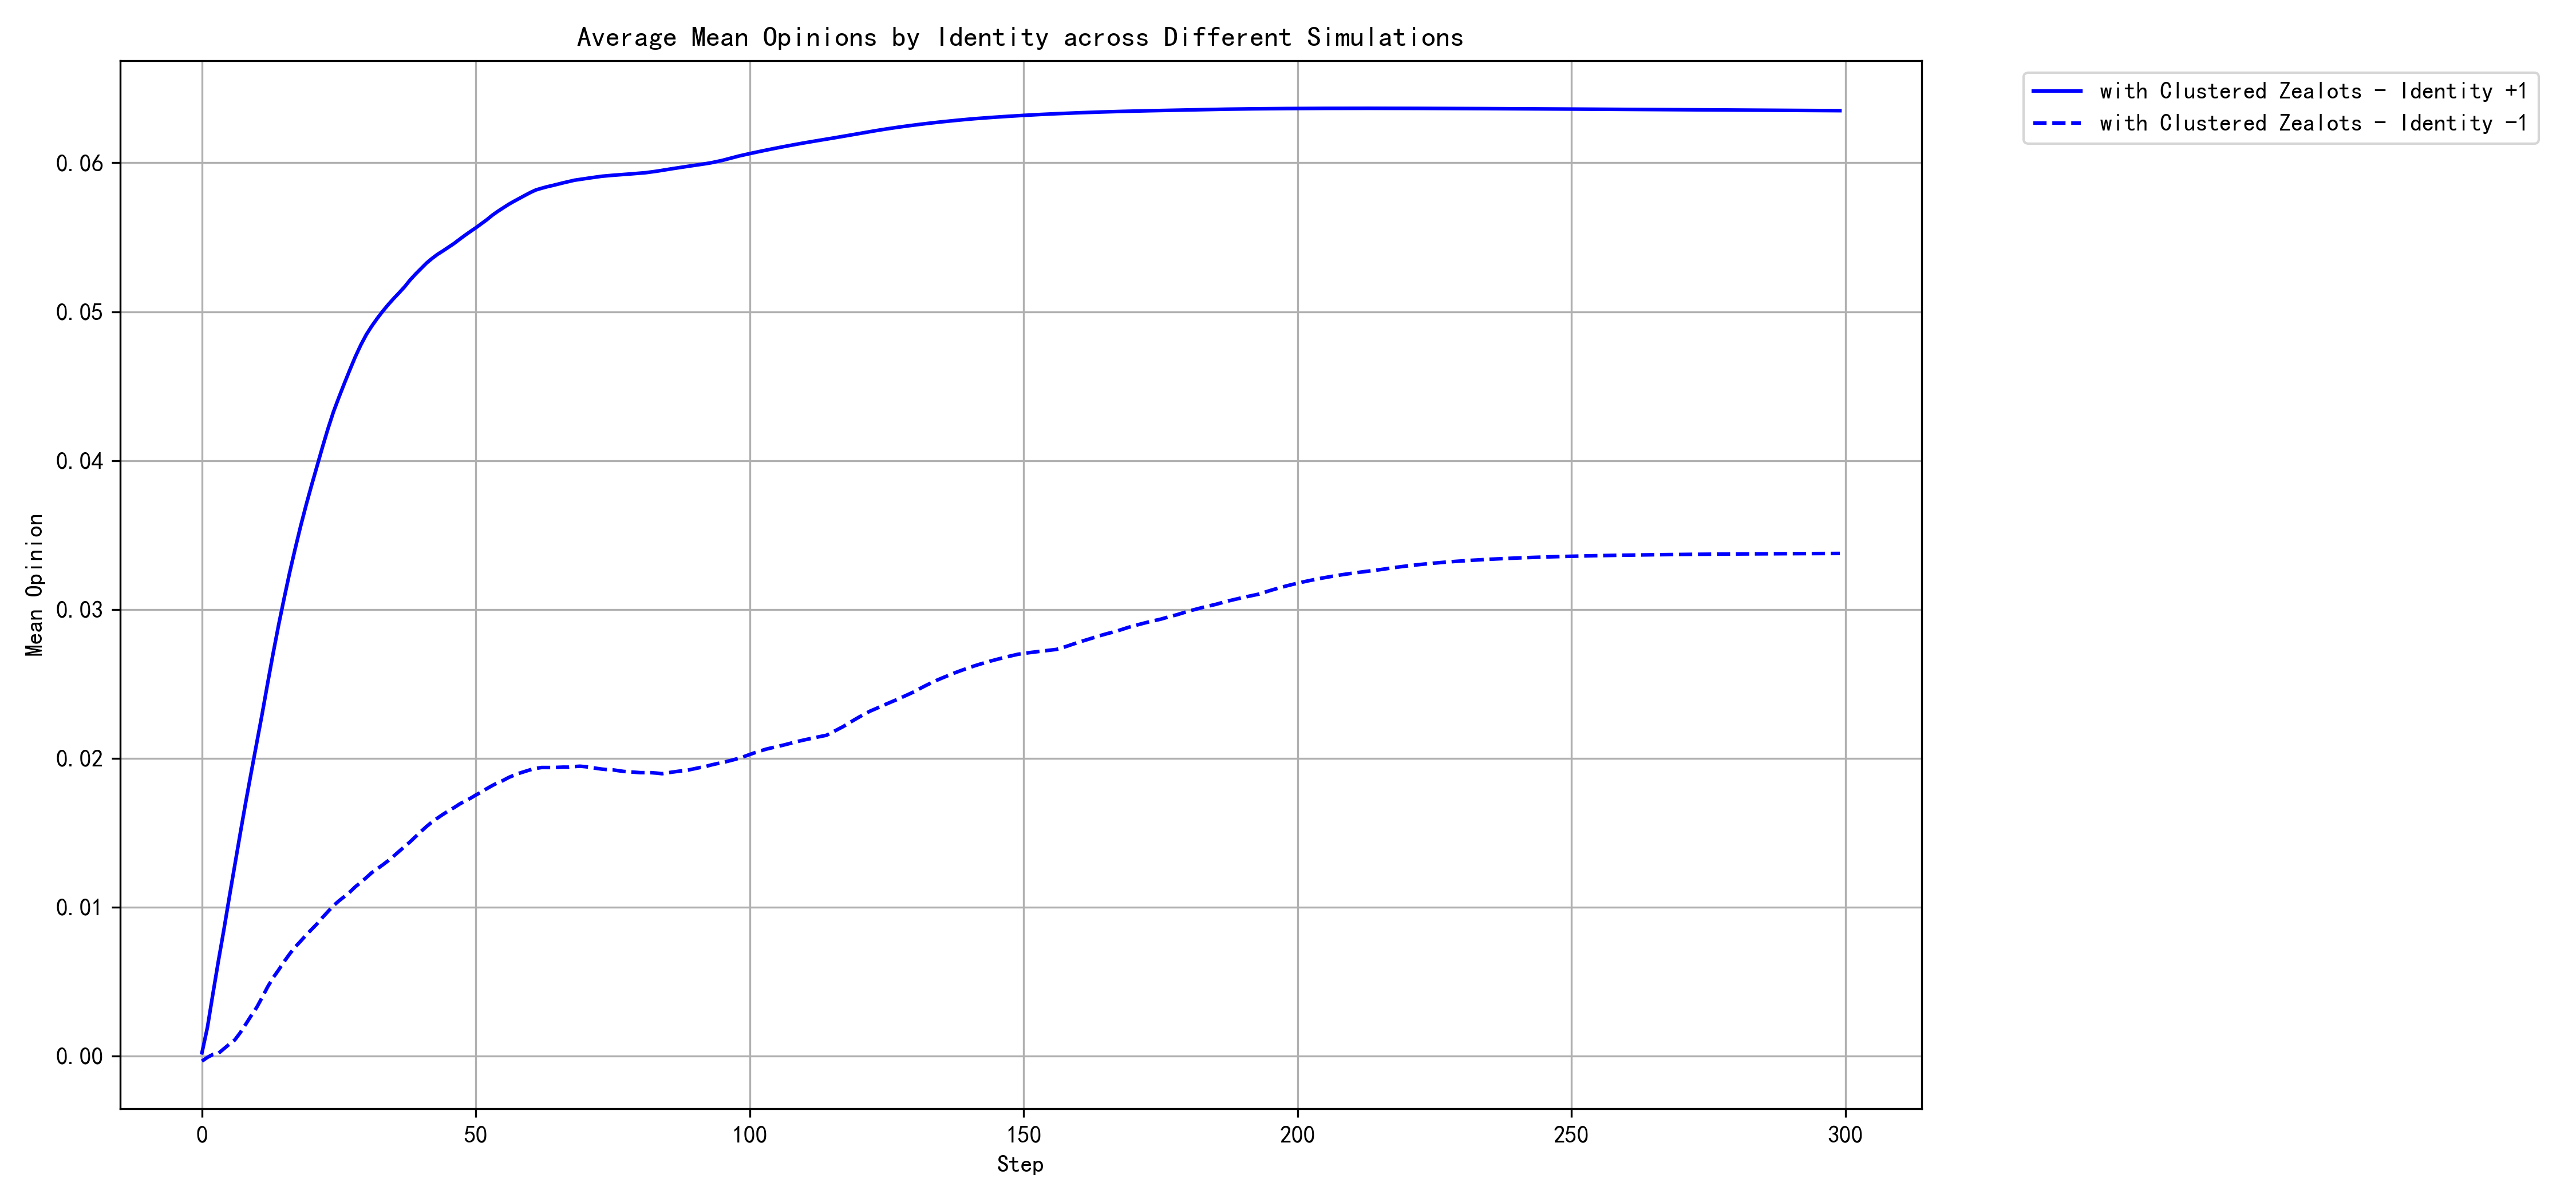 Average Mean Opinions by Identity across Different Simulations
with Clustered Zealots - Identity +1
with Clustered Zealots - Identity -1
0.06
0.05
0.04
0.03
0.02
0.01
0.00
Mean Opinion
0 50 100 150 200 250 300
Step